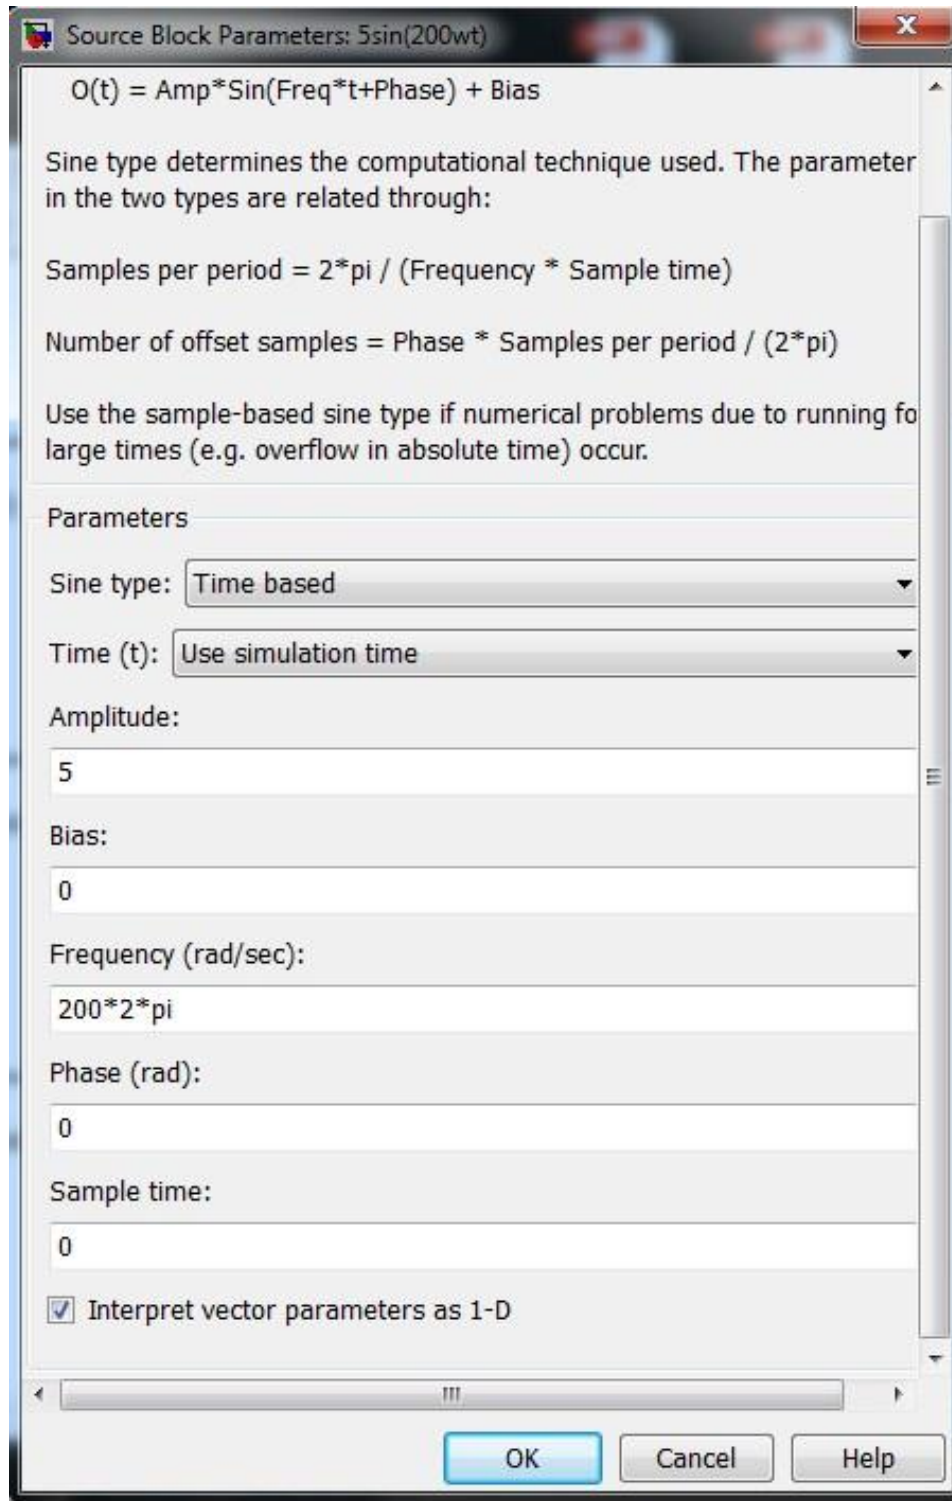 Source Block Parameters: 5sin(200wt)
O(t) = Amp*Sin(Freq*t+Phase) + Bias
Sine type determines the computational technique used. The parameter
in the two types are related through:
Samples per period = 2*pi / (Frequency * Sample time)
Number of offset samples = Phase * Samples per period / (2*pi)
Use the sample-based sine type if numerical problems due to running fo
large times (e.g. overflow in absolute time) occur.
Parameters
Sine type: Time based
Time (t): Use simulation time
Amplitude:
5
Bias:
0
Frequency (rad/sec):
200*2*pi
Phase (rad):
0
Sample time:
0
Interpret vector parameters as 1-D
OK Cancel Help